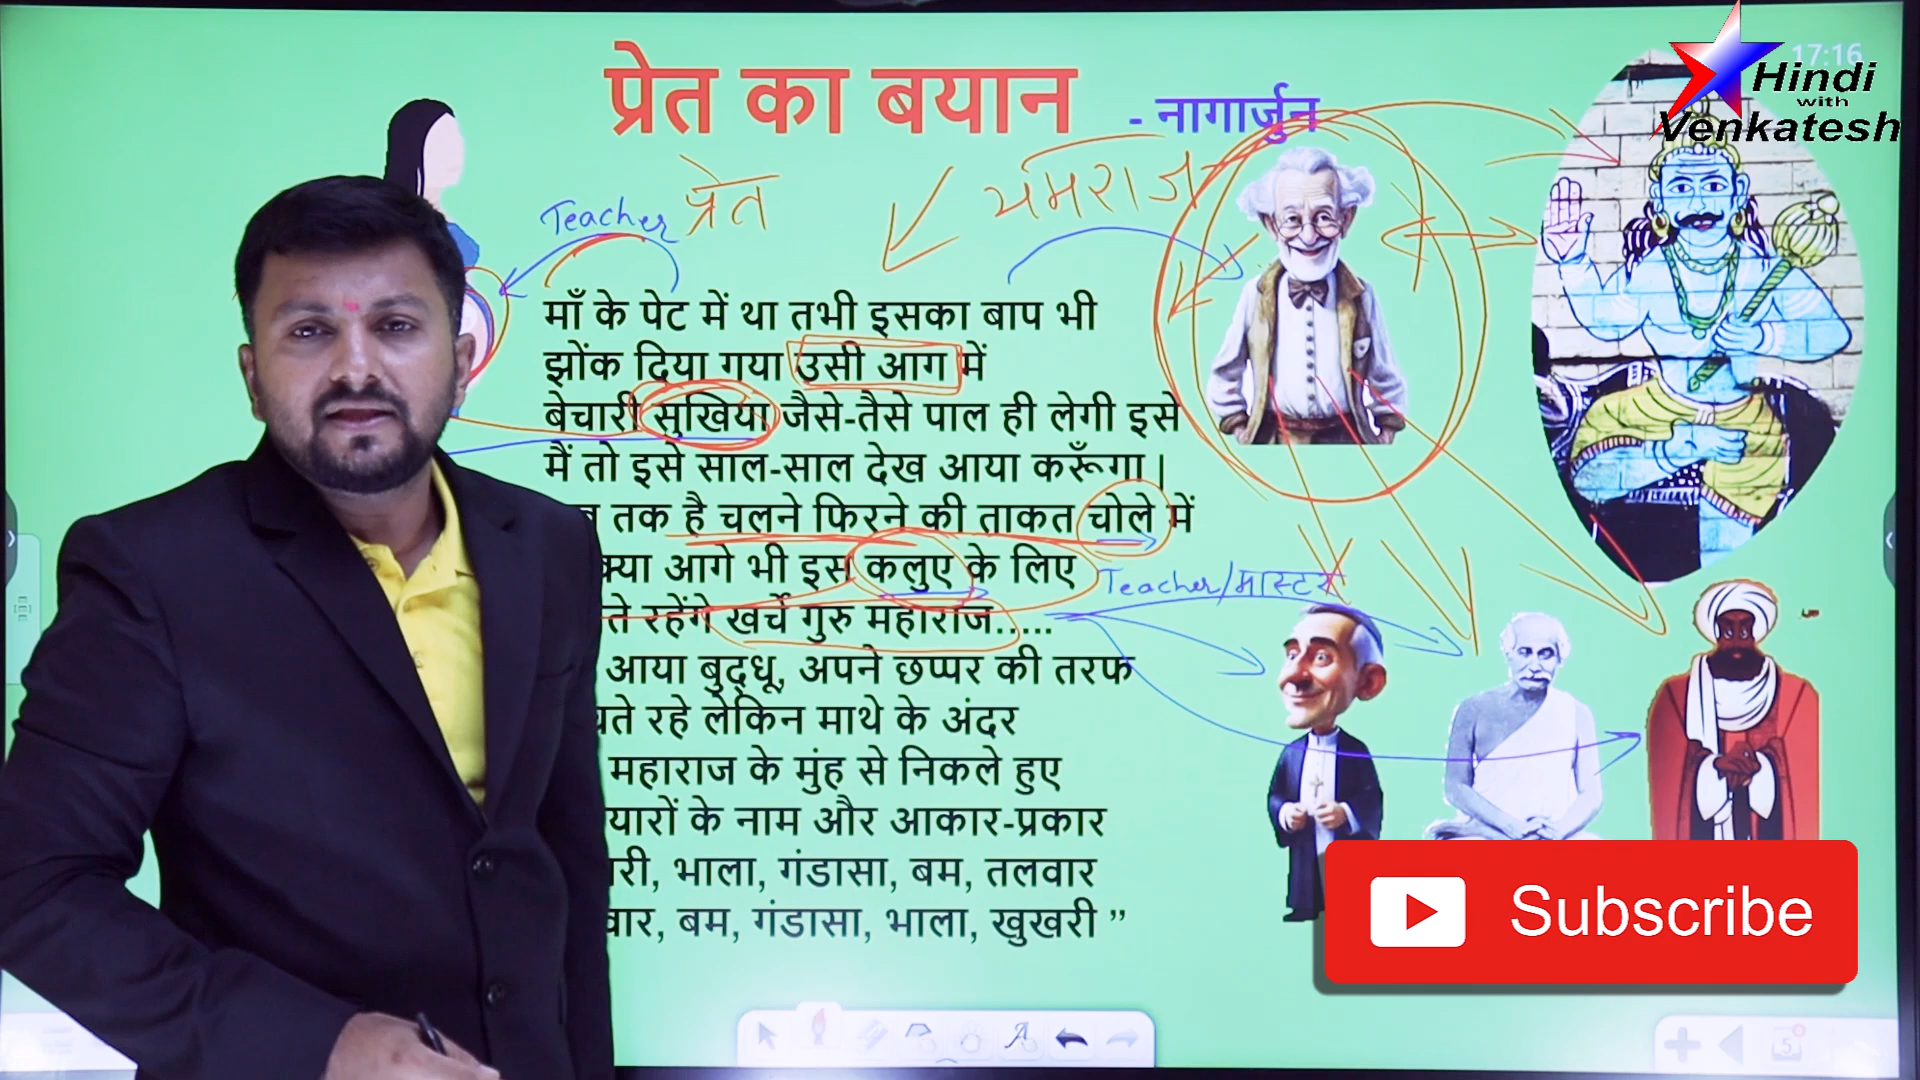 17:16
Hindi
with
Venkatesh
प्रेत का बयान - नागार्जुन
Teacher प्रेत यमराज
माँ के पेट में था तभी इसका बाप भी
झोंक दिया गया उसी आग में
बेचारी सुखिया जैसे-तैसे पाल ही लेगी इसे
मैं तो इसे साल-साल देख आया करूँगा |
तक है चलने फिरने की ताकत चोले में
क्या आगे भी इस कलुए के लिए
Teacher/मास्टर
ते रहेंगे खर्चे गुरु महाराज.....
आया बुद्धू, अपने छप्पर की तरफ
ते रहे लेकिन माथे के अंदर
महाराज के मुंह से निकले हुए
यारों के नाम और आकार-प्रकार
री, भाला, गंडासा, बम, तलवार
वार, बम, गंडासा, भाला, खुखरी ”
Subscribe
5